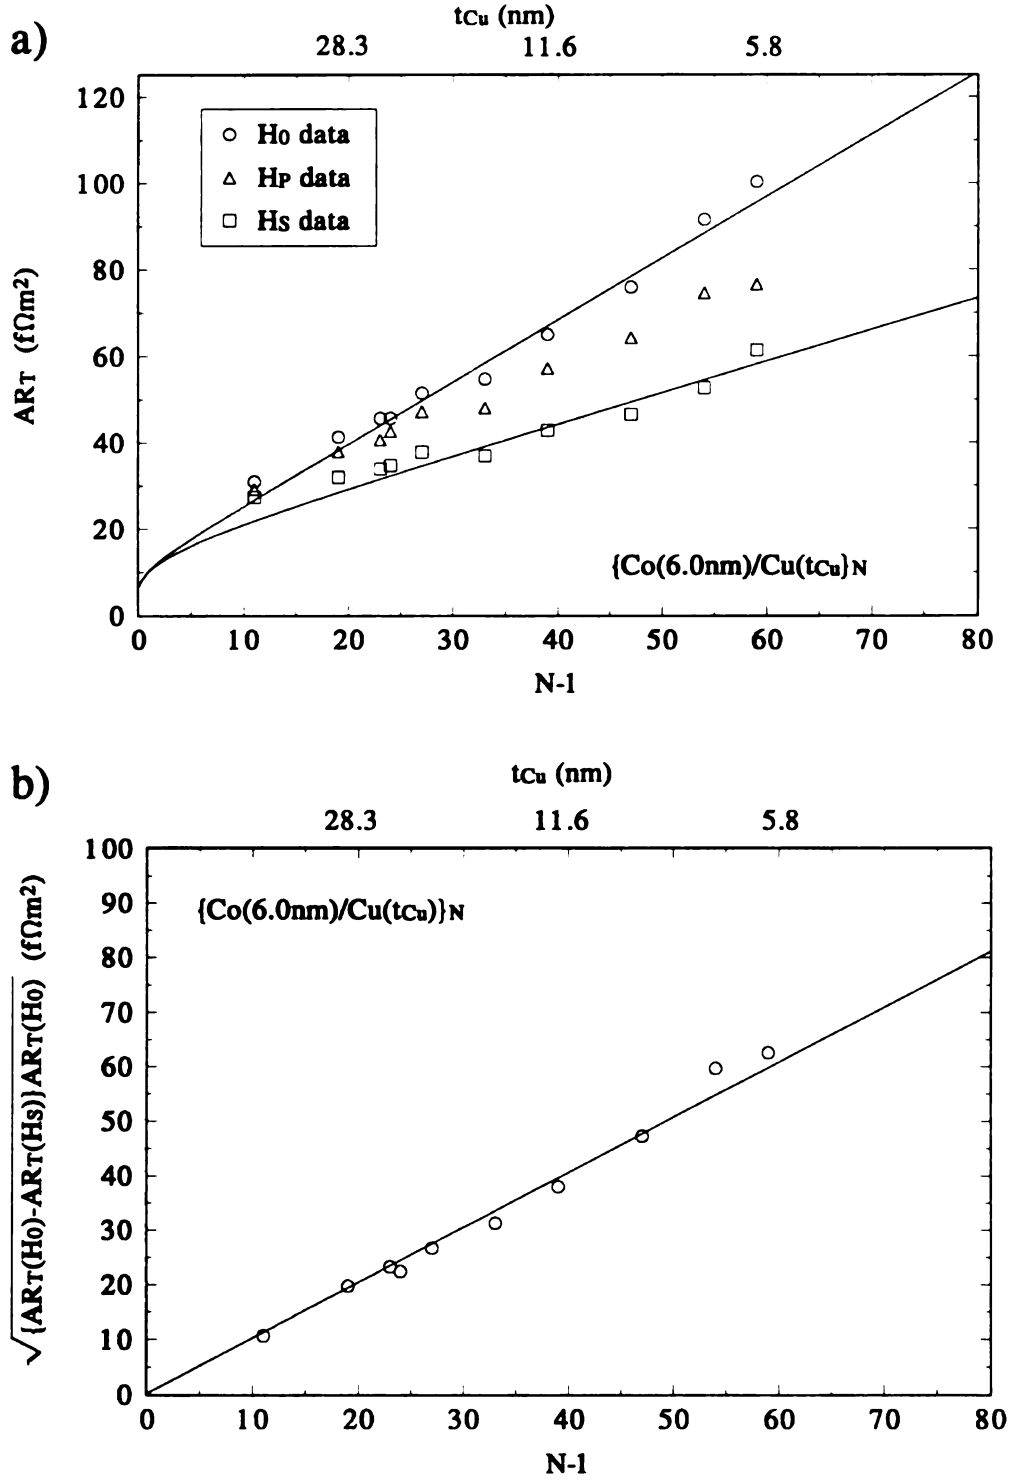 a)
tCu (nm)
28.3 11.6 5.8
120
100
80
60
40
20
0
ART (fΩm²)
H0 data
HP data
HS data
{Co(6.0nm)/Cu(tCu}N
0 10 20 30 40 50 60 70 80
N-1
b)
tCu (nm)
28.3 11.6 5.8
100
90
80
70
60
50
40
30
20
10
0
√{ART(H0)-ART(HS)}ART(H0) (fΩm²)
{Co(6.0nm)/Cu(tCu)}N
0 10 20 30 40 50 60 70 80
N-1